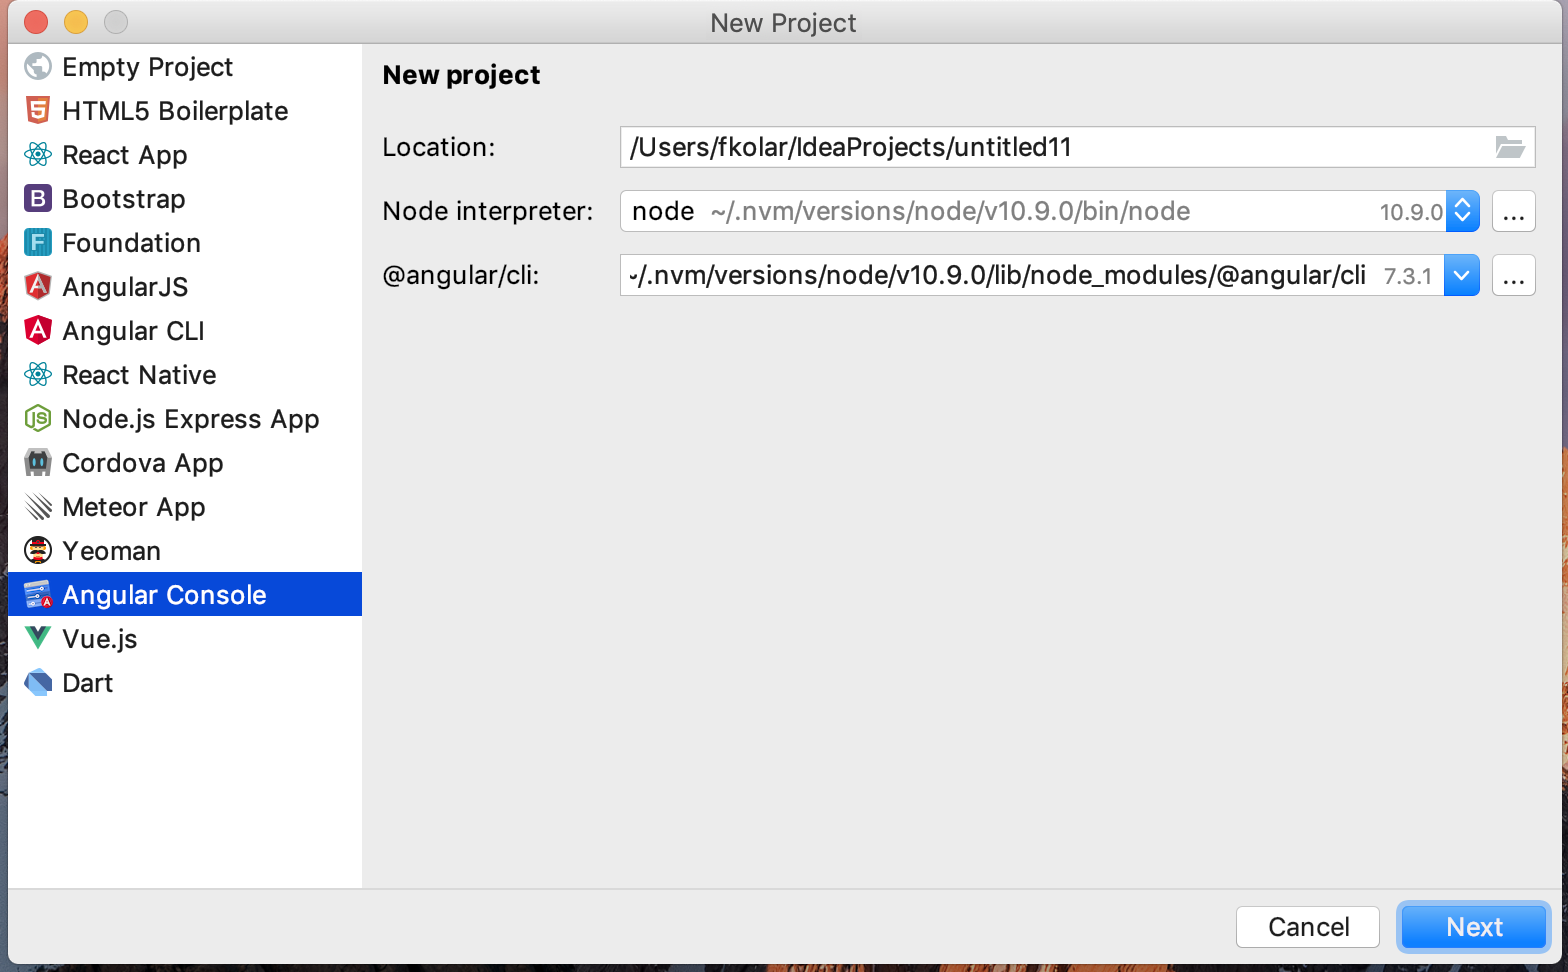 New Project
Empty Project
HTML5 Boilerplate
React App
Bootstrap
Foundation
AngularJS
Angular CLI
React Native
Node.js Express App
Cordova App
Meteor App
Yeoman
Angular Console
Vue.js
Dart
New project
Location: /Users/fkolar/IdeaProjects/untitled11
Node interpreter: node ~/.nvm/versions/node/v10.9.0/bin/node 10.9.0 ...
@angular/cli: ~/.nvm/versions/node/v10.9.0/lib/node_modules/@angular/cli 7.3.1 ...
Cancel Next